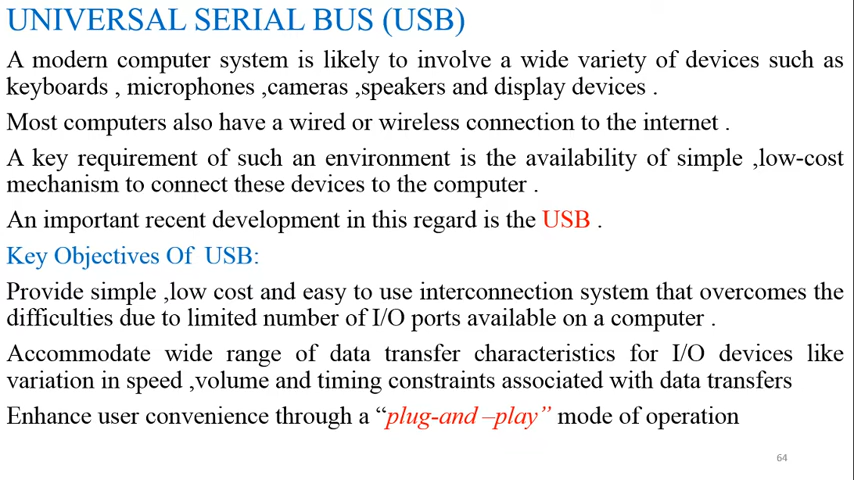 UNIVERSAL SERIAL BUS (USB)
A modern computer system is likely to involve a wide variety of devices such as
keyboards , microphones ,cameras ,speakers and display devices .
Most computers also have a wired or wireless connection to the internet .
A key requirement of such an environment is the availability of simple ,low-cost
mechanism to connect these devices to the computer .
An important recent development in this regard is the USB .
Key Objectives Of USB:
Provide simple ,low cost and easy to use interconnection system that overcomes the
difficulties due to limited number of I/O ports available on a computer .
Accommodate wide range of data transfer characteristics for I/O devices like
variation in speed ,volume and timing constraints associated with data transfers
Enhance user convenience through a “plug-and –play” mode of operation
64